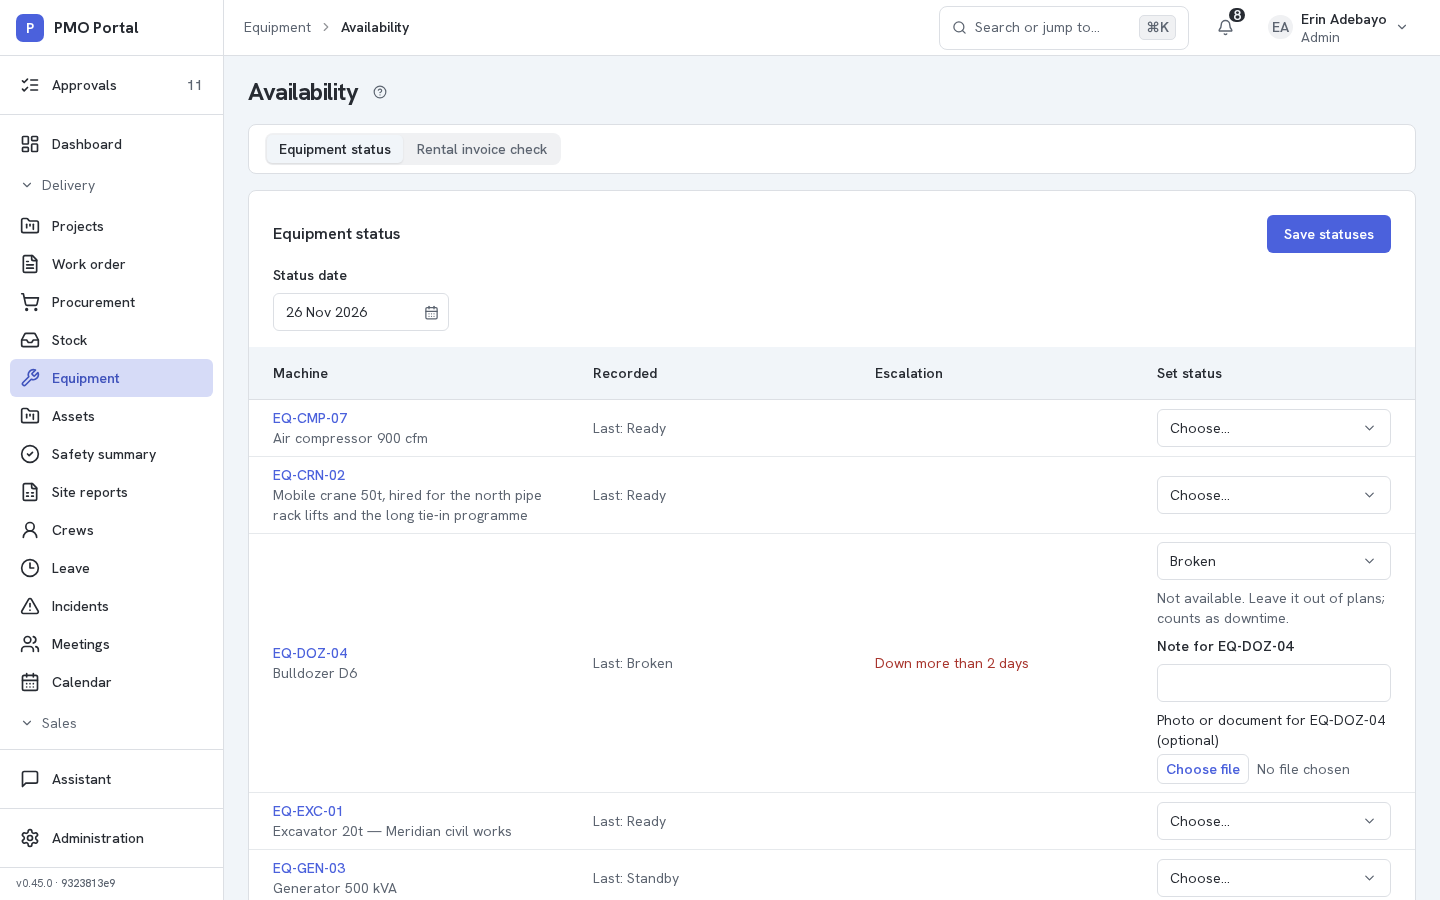 P PMO Portal
Equipment > Availability
Search or jump to... ⌘K
8
EA Erin Adebayo
Admin
Approvals 11
Dashboard
Delivery
Projects
Work order
Procurement
Stock
Equipment
Assets
Safety summary
Site reports
Crews
Leave
Incidents
Meetings
Calendar
Sales
Assistant
Administration
v0.45.0 · 9323813e9
Availability
Equipment status Rental invoice check
Equipment status Save statuses
Status date
26 Nov 2026
Machine Recorded Escalation Set status
EQ-CMP-07
Air compressor 900 cfm
Last: Ready
Choose...
EQ-CRN-02
Mobile crane 50t, hired for the north pipe
rack lifts and the long tie-in programme
Last: Ready
Choose...
EQ-DOZ-04
Bulldozer D6
Last: Broken
Down more than 2 days
Broken
Not available. Leave it out of plans;
counts as downtime.
Note for EQ-DOZ-04
Photo or document for EQ-DOZ-04
(optional)
Choose file No file chosen
EQ-EXC-01
Excavator 20t — Meridian civil works
Last: Ready
Choose...
EQ-GEN-03
Generator 500 kVA
Last: Standby
Choose...